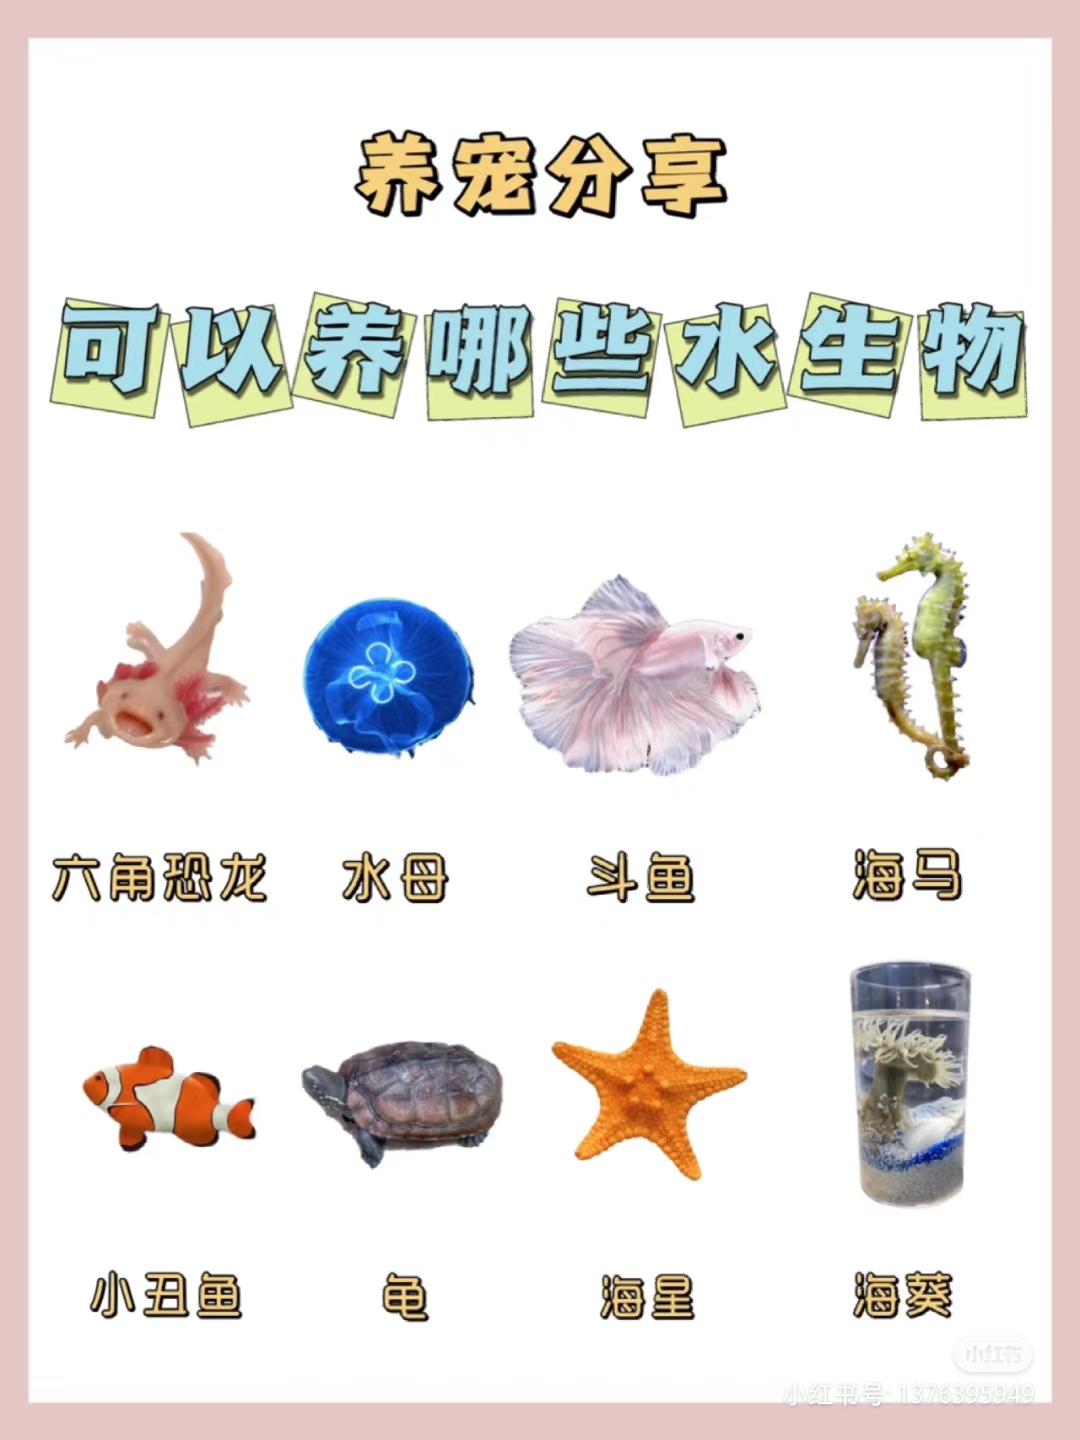 养宠分享
可以养哪些水生物
六角恐龙 水母 斗鱼 海马
小丑鱼 龟 海星 海葵
小红书
小红书号: 1376395949